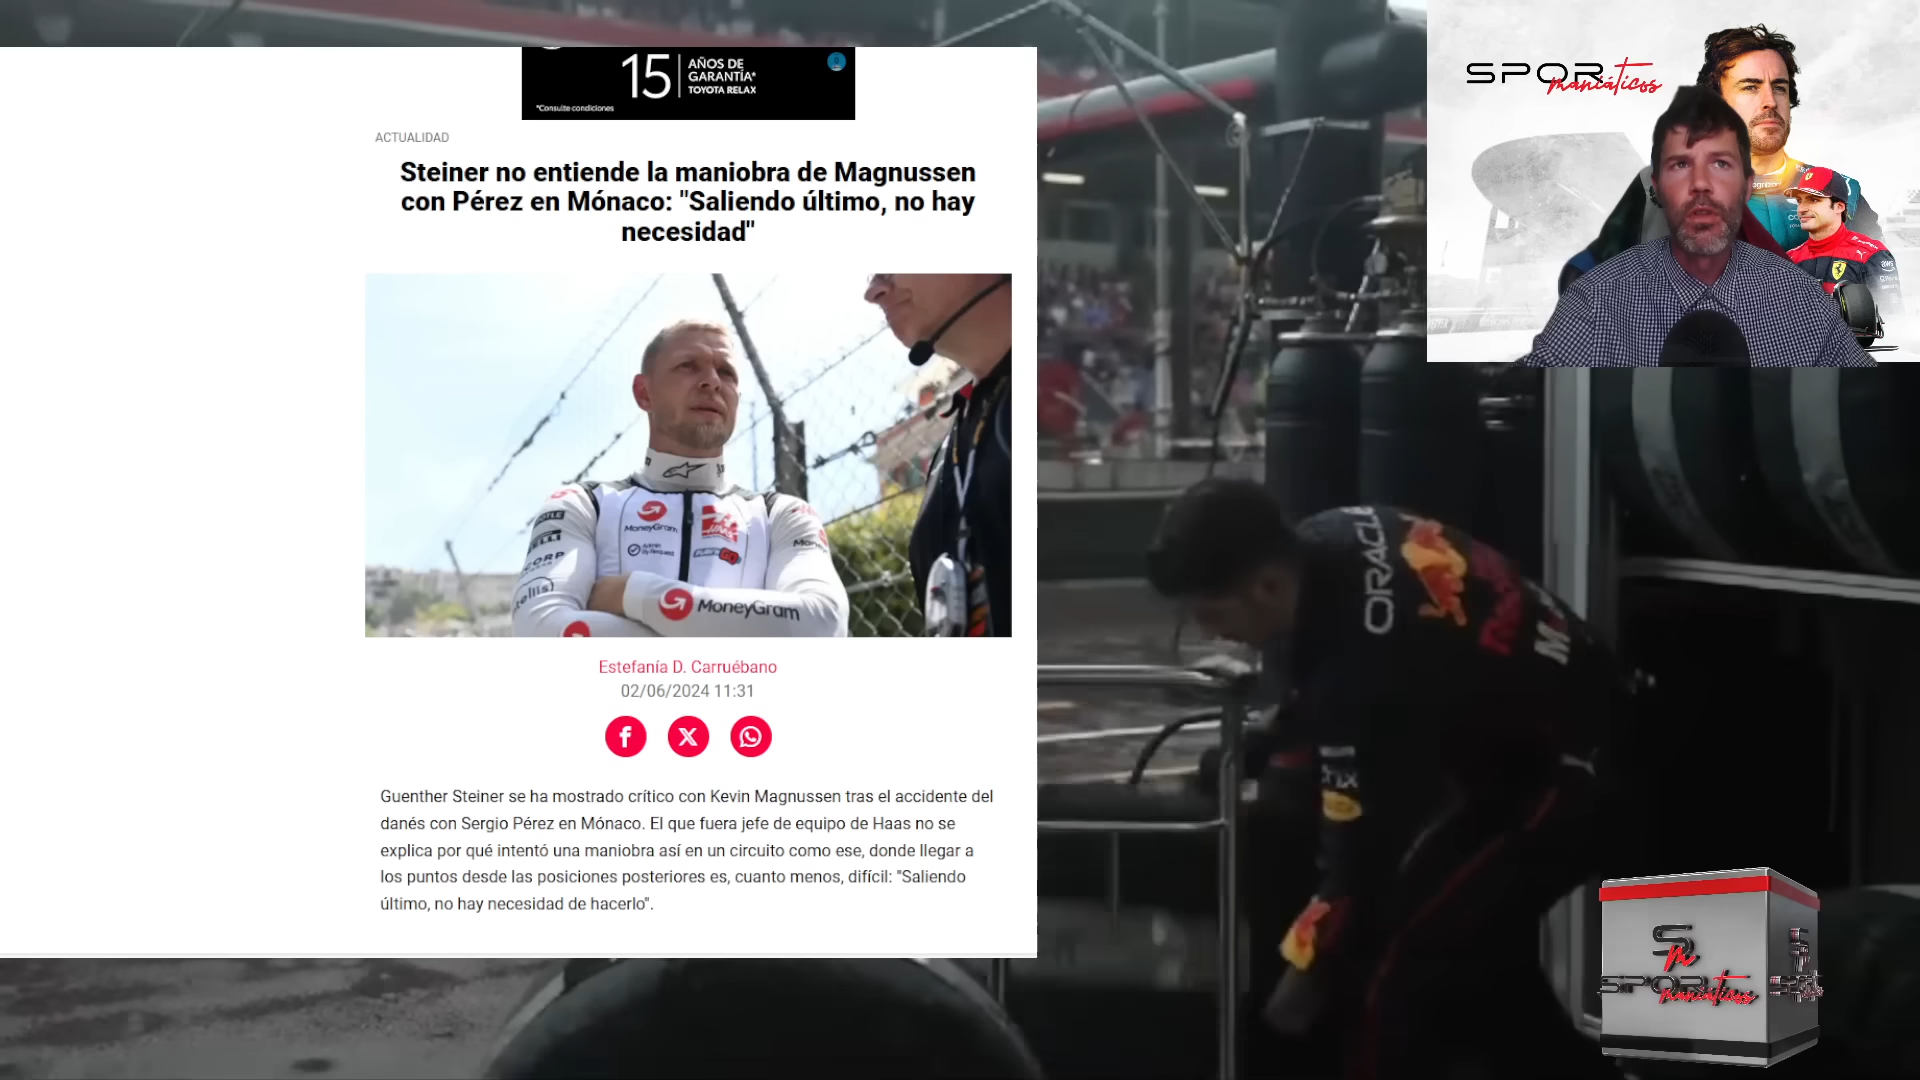 15
AÑOS DE
GARANTÍA*
TOYOTA RELAX
*Consulte condiciones
ACTUALIDAD
Steiner no entiende la maniobra de Magnussen
con Pérez en Mónaco: "Saliendo último, no hay
necesidad"
MoneyGram
HAAS
MoneyGram
Estefanía D. Carruébano
02/06/2024 11:31
Guenther Steiner se ha mostrado crítico con Kevin Magnussen tras el accidente del
danés con Sergio Pérez en Mónaco. El que fuera jefe de equipo de Haas no se
explica por qué intentó una maniobra así en un circuito como ese, donde llegar a
los puntos desde las posiciones posteriores es, cuanto menos, difícil: "Saliendo
último, no hay necesidad de hacerlo".
SPORT
maniáticos
ORACLE
Sm
SPORT
maniáticos